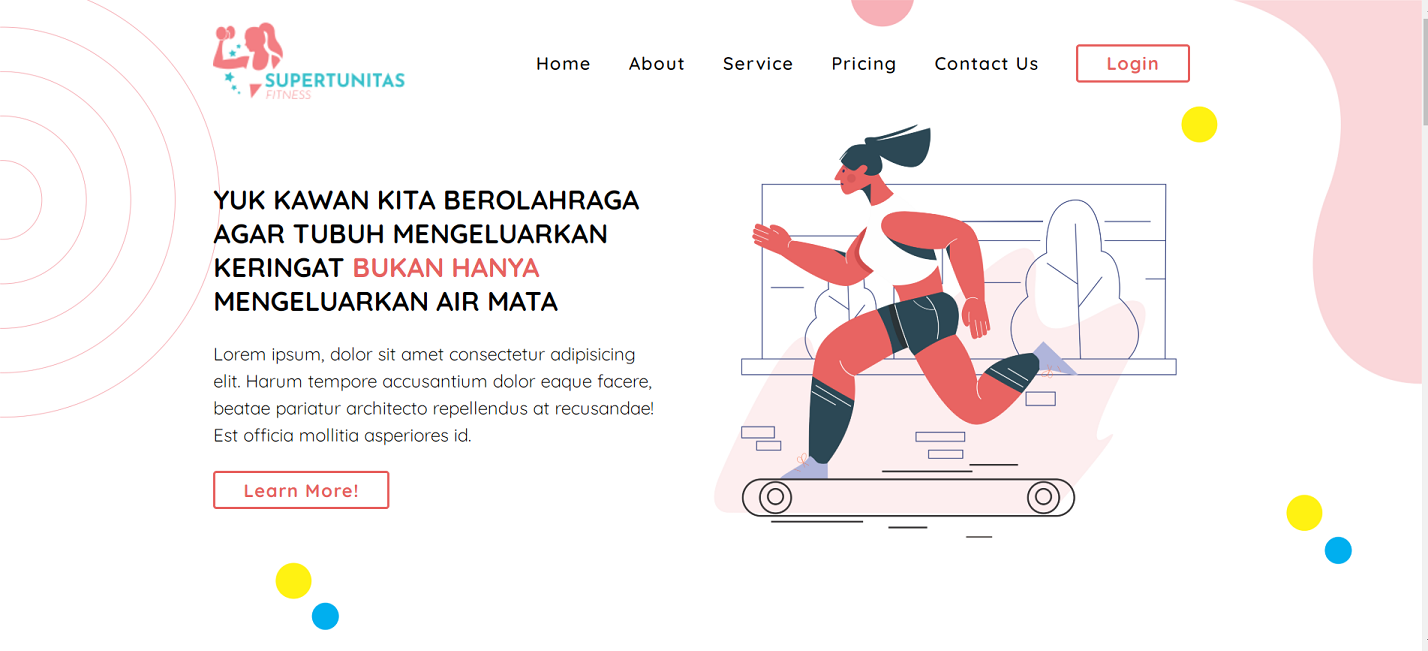 SUPERTUNITAS
FITNESS
Home About Service Pricing Contact Us Login
YUK KAWAN KITA BEROLAHRAGA
AGAR TUBUH MENGELUARKAN
KERINGAT BUKAN HANYA
MENGELUARKAN AIR MATA
Lorem ipsum, dolor sit amet consectetur adipisicing
elit. Harum tempore accusantium dolor eaque facere,
beatae pariatur architecto repellendus at recusandae!
Est officia mollitia asperiores id.
Learn More!